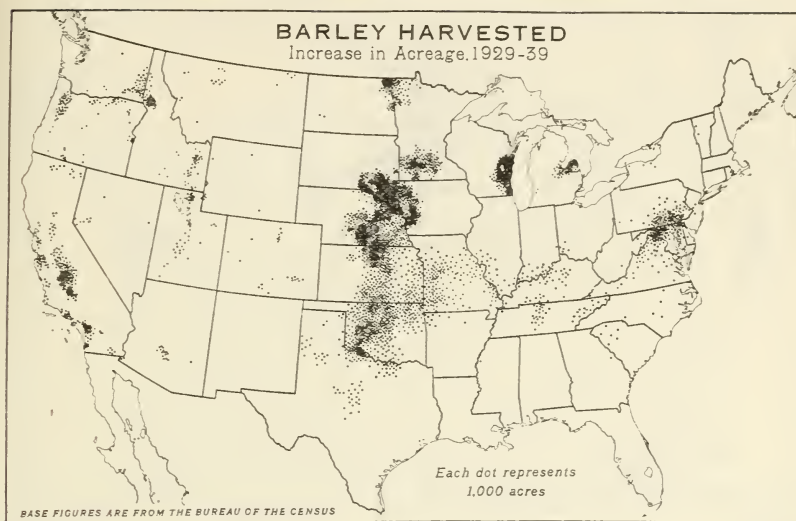 BARLEY HARVESTED
Increase in Acreage, 1929-39
Each dot represents
1,000 acres
BASE FIGURES ARE FROM THE BUREAU OF THE CENSUS